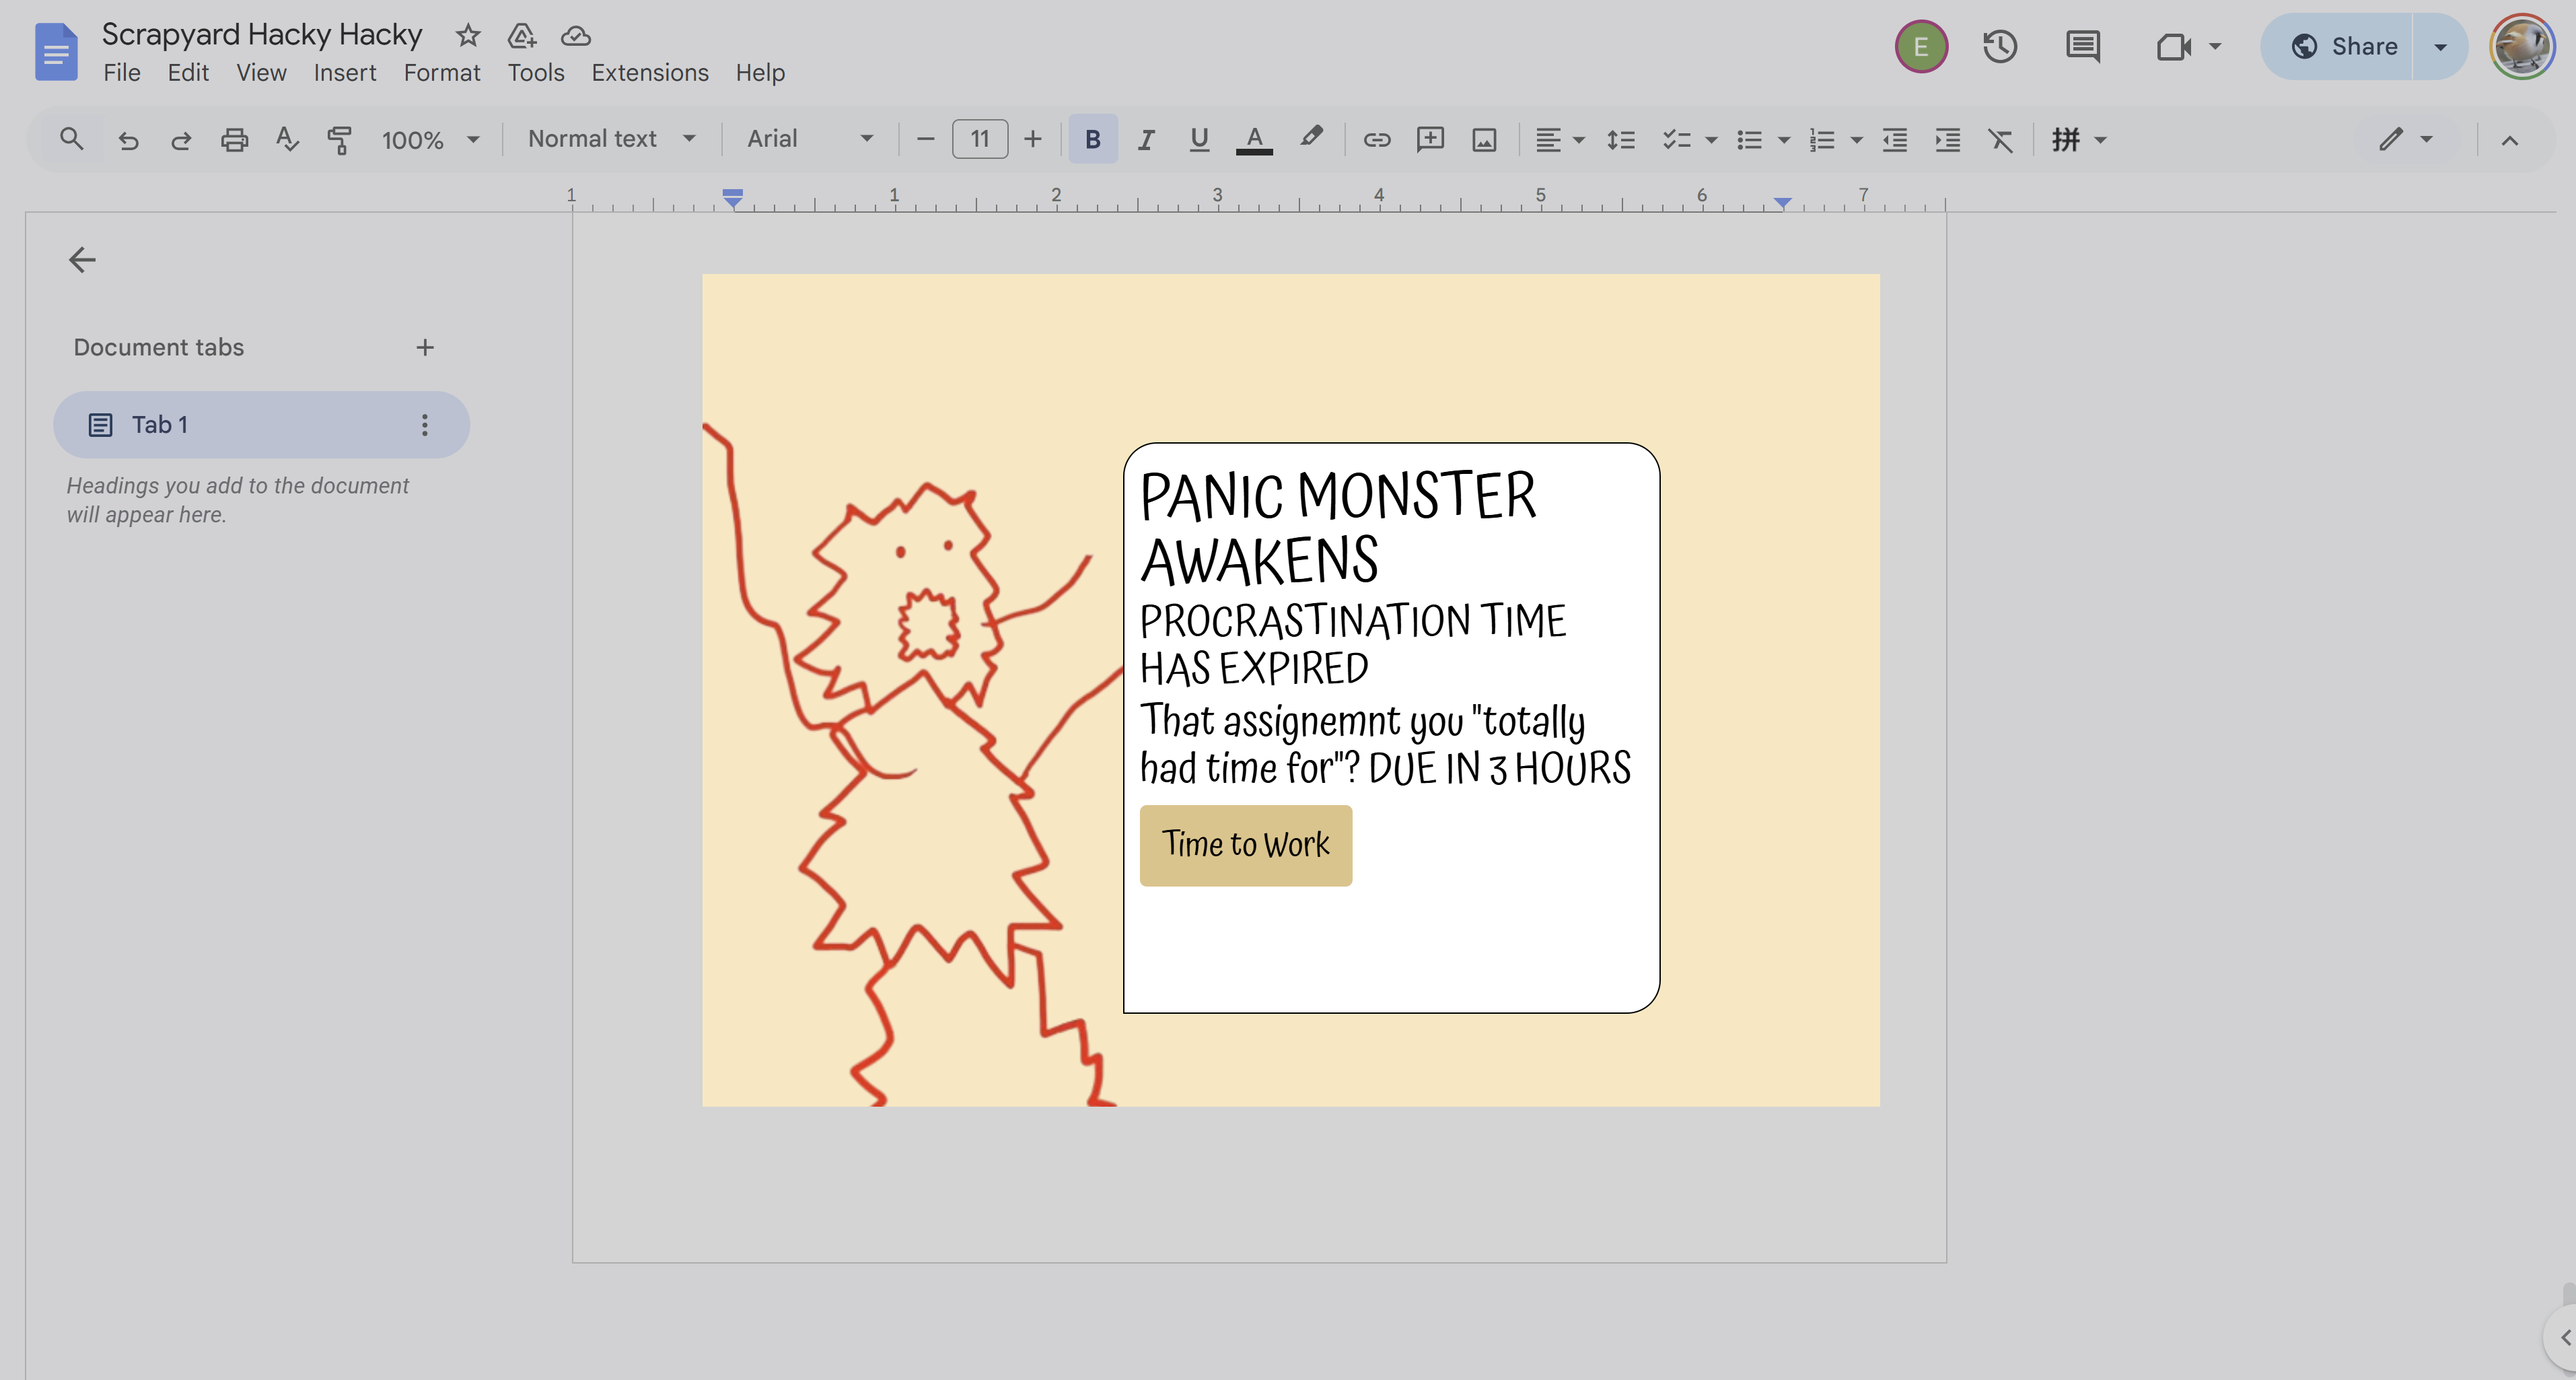 Scrapyard Hacky Hacky
File Edit View Insert Format Tools Extensions Help
E
Share
100% Normal text Arial 11 B I U A 拼
1 1 2 3 4 5 6 7
Document tabs
Tab 1
Headings you add to the document
will appear here.
PANIC MONSTER
AWAKENS
PROCRASTINATION TIME
HAS EXPIRED
That assignemnt you "totally
had time for"? DUE IN 3 HOURS
Time to Work